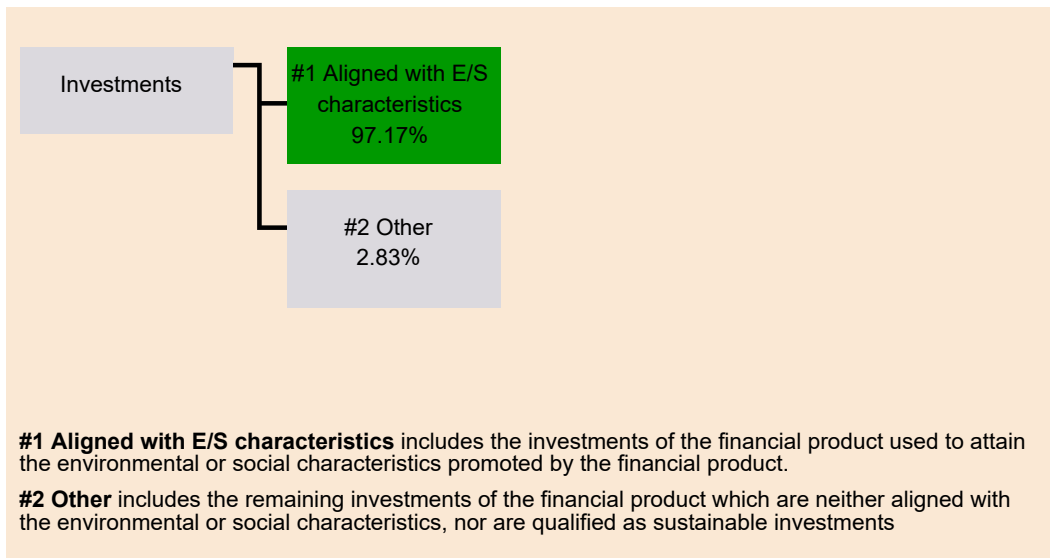 Investments
#1 Aligned with E/S
characteristics
97.17%
#2 Other
2.83%
#1 Aligned with E/S characteristics includes the investments of the financial product used to attain
the environmental or social characteristics promoted by the financial product.
#2 Other includes the remaining investments of the financial product which are neither aligned with
the environmental or social characteristics, nor are qualified as sustainable investments